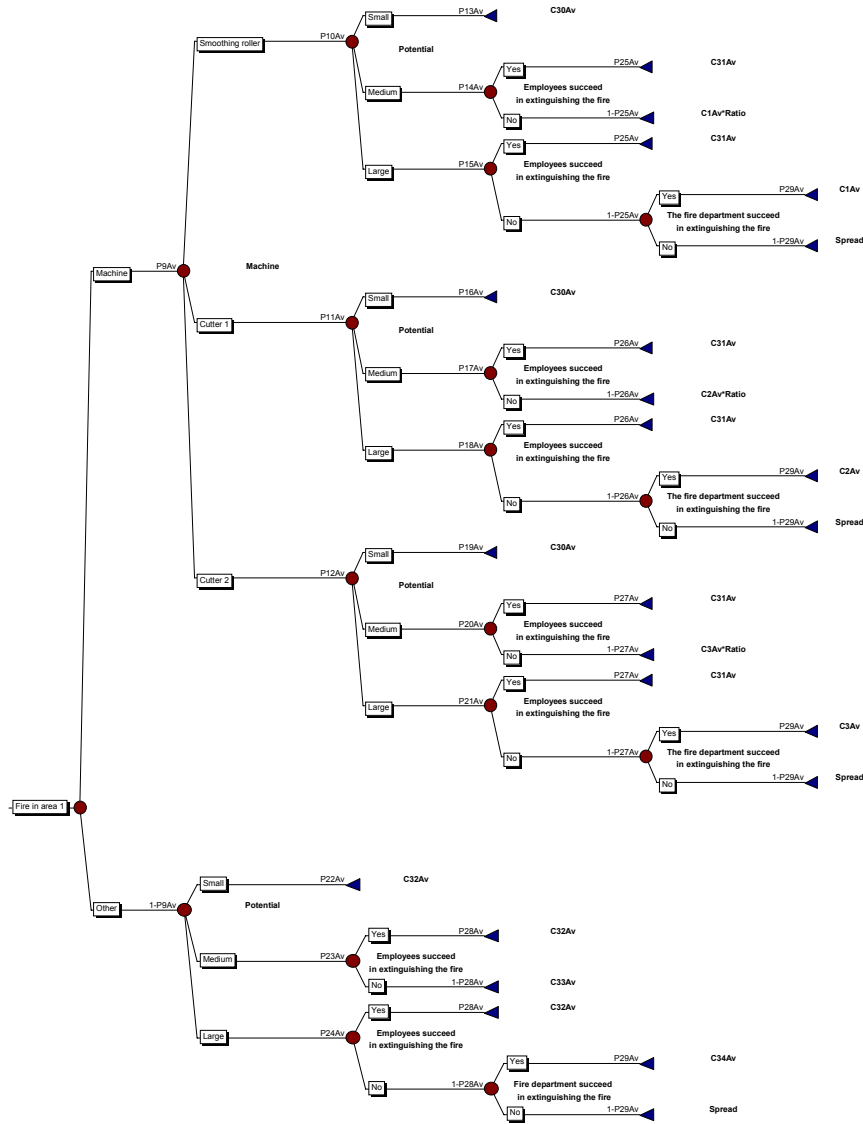 Small
P13Av
C30Av
Smoothing roller
P10Av
Potential
Yes
P25Av
C31Av
Medium
P14Av
Employees succeed
in extinguishing the fire
No
1-P25Av
C1Av*Ratio
Yes
P25Av
C31Av
Large
P15Av
Employees succeed
in extinguishing the fire
Yes
P29Av
C1Av
No
1-P25Av
The fire department succeed
in extinguishing the fire
No
1-P29Av
Spread
Machine
P9Av
Machine
Small
P16Av
C30Av
Cutter 1
P11Av
Potential
Yes
P26Av
C31Av
Medium
P17Av
Employees succeed
in extinguishing the fire
No
1-P26Av
C2Av*Ratio
Yes
P26Av
C31Av
Large
P18Av
Employees succeed
in extinguishing the fire
Yes
P29Av
C2Av
No
1-P26Av
The fire department succeed
in extinguishing the fire
No
1-P29Av
Spread
Small
P19Av
C30Av
Cutter 2
P12Av
Potential
Yes
P27Av
C31Av
Medium
P20Av
Employees succeed
in extinguishing the fire
No
1-P27Av
C3Av*Ratio
Yes
P27Av
C31Av
Large
P21Av
Employees succeed
in extinguishing the fire
Yes
P29Av
C3Av
No
1-P27Av
The fire department succeed
in extinguishing the fire
No
1-P29Av
Spread
Fire in area 1
Small
P22Av
C32Av
Other
1-P9Av
Potential
Yes
P28Av
C32Av
Medium
P23Av
Employees succeed
in extinguishing the fire
No
1-P28Av
C33Av
Yes
P28Av
C32Av
Large
P24Av
Employees succeed
in extinguishing the fire
Yes
P29Av
C34Av
No
1-P28Av
Fire department succeed
in extinguishing the fire
No
1-P29Av
Spread